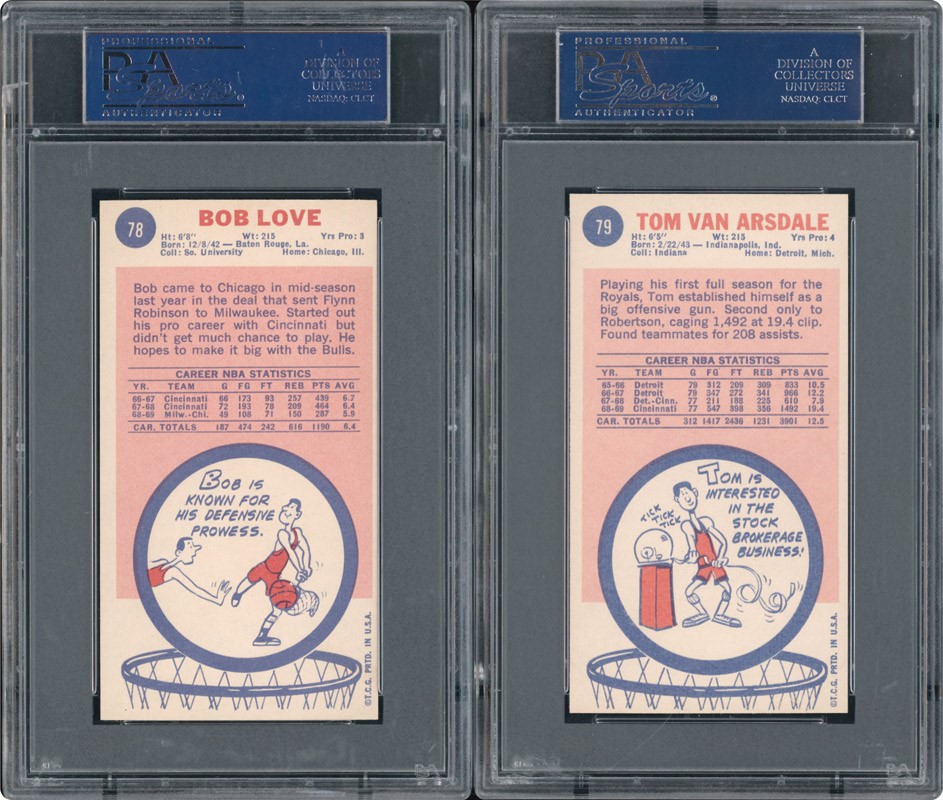 PROFESSIONAL
PSA
Sports®
AUTHENTICATOR
A
DIVISION OF
COLLECTORS
UNIVERSE
NASDAQ: CLCT
78
BOB LOVE
Ht: 6'8" Wt: 215 Yrs Pro: 3
Born: 12/8/42 — Baton Rouge, La.
Coll: So. University Home: Chicago, Ill.
Bob came to Chicago in mid-season
last year in the deal that sent Flynn
Robinson to Milwaukee. Started out
his pro career with Cincinnati but
didn't get much chance to play. He
hopes to make it big with the Bulls.
CAREER NBA STATISTICS
YR. TEAM G FG FT REB PTS AVG
66-67 Cincinnati 66 173 93 257 439 6.7
67-68 Cincinnati 72 193 78 209 464 6.4
68-69 Milw.-Chi. 49 108 71 150 287 5.9
CAR. TOTALS 187 474 242 616 1190 6.4
BOB IS
KNOWN FOR
HIS DEFENSIVE
PROWESS.
©T.C.G. PRTD. IN U.S.A.
PROFESSIONAL
PSA
Sports®
AUTHENTICATOR
A
DIVISION OF
COLLECTORS
UNIVERSE
NASDAQ: CLCT
79
TOM VAN ARSDALE
Ht: 6'5" Wt: 215 Yrs Pro: 4
Born: 2/22/43 — Indianapolis, Ind.
Coll: Indiana Home: Detroit, Mich.
Playing his first full season for the
Royals, Tom established himself as a
big offensive gun. Second only to
Robertson, caging 1,492 at 19.4 clip.
Found teammates for 208 assists.
CAREER NBA STATISTICS
YR. TEAM G FG FT REB PTS AVG
65-66 Detroit 79 312 209 309 833 10.5
66-67 Detroit 79 347 272 341 966 12.2
67-68 Det.-Cinn. 77 211 188 225 610 7.9
68-69 Cincinnati 77 547 398 356 1492 19.4
CAR. TOTALS 312 1417 2436 1231 3901 12.5
TOM IS
INTERESTED
IN THE
STOCK
BROKERAGE
BUSINESS!
TICK
TICK
TICK
©T.C.G. PRTD. IN U.S.A.